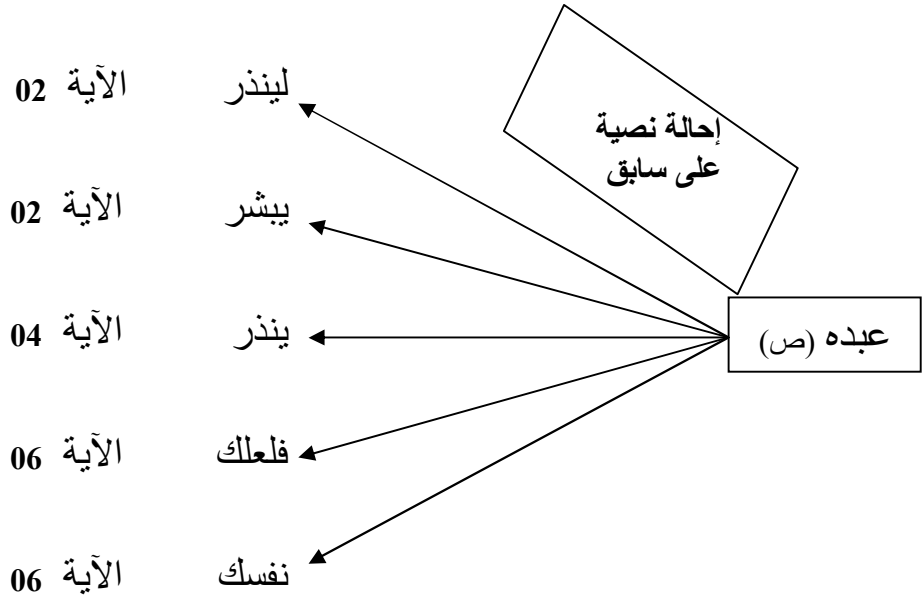 لينذر الآية 02
إحالة نصية
على سابق
يبشر الآية 02
عبده (ص)
ينذر الآية 04
فلعلك الآية 06
نفسك الآية 06